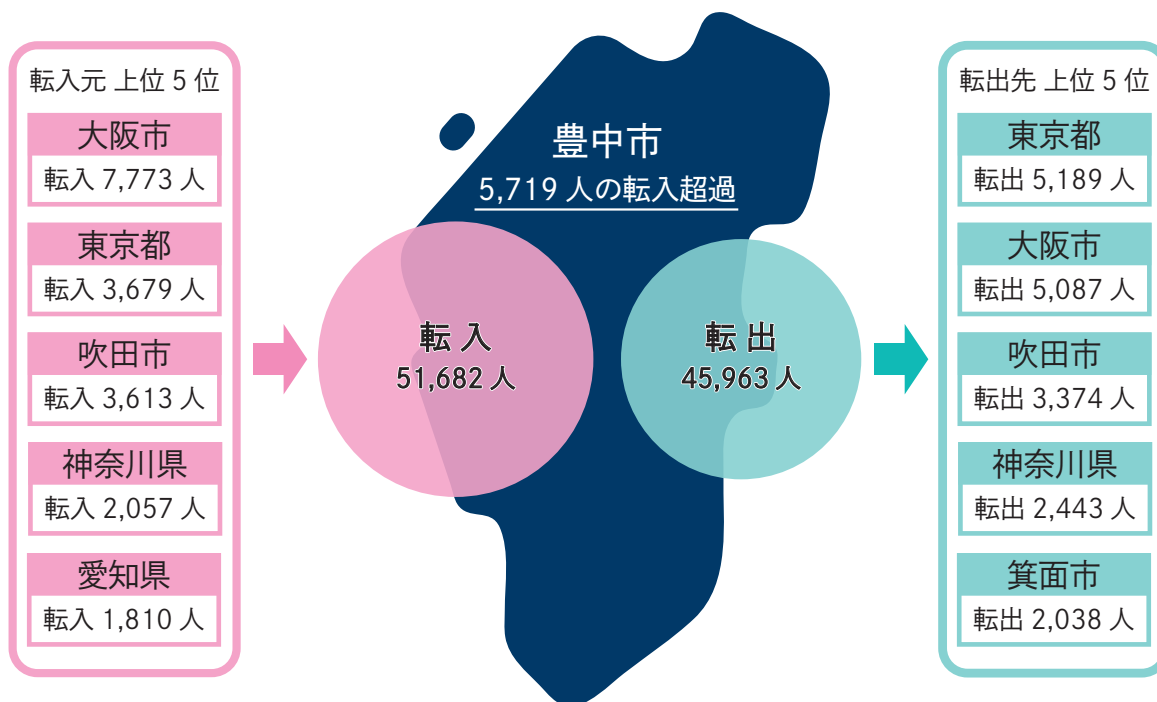 転入元 上位 5 位
大阪市
転入 7,773 人
東京都
転入 3,679 人
吹田市
転入 3,613 人
神奈川県
転入 2,057 人
愛知県
転入 1,810 人
豊中市
5,719 人の転入超過
転 入
51,682 人
転 出
45,963 人
転出先 上位 5 位
東京都
転出 5,189 人
大阪市
転出 5,087 人
吹田市
転出 3,374 人
神奈川県
転出 2,443 人
箕面市
転出 2,038 人